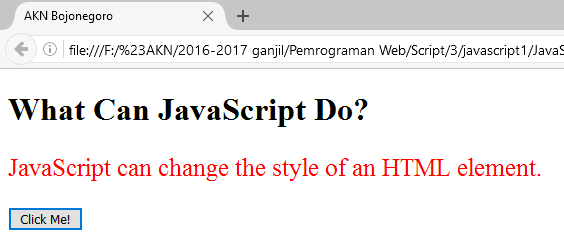 AKN Bojonegoro
file:///F:/%23AKN/2016-2017 ganjil/Pemrograman Web/Script/3/javascript1/JavaS
What Can JavaScript Do?
JavaScript can change the style of an HTML element.
Click Me!